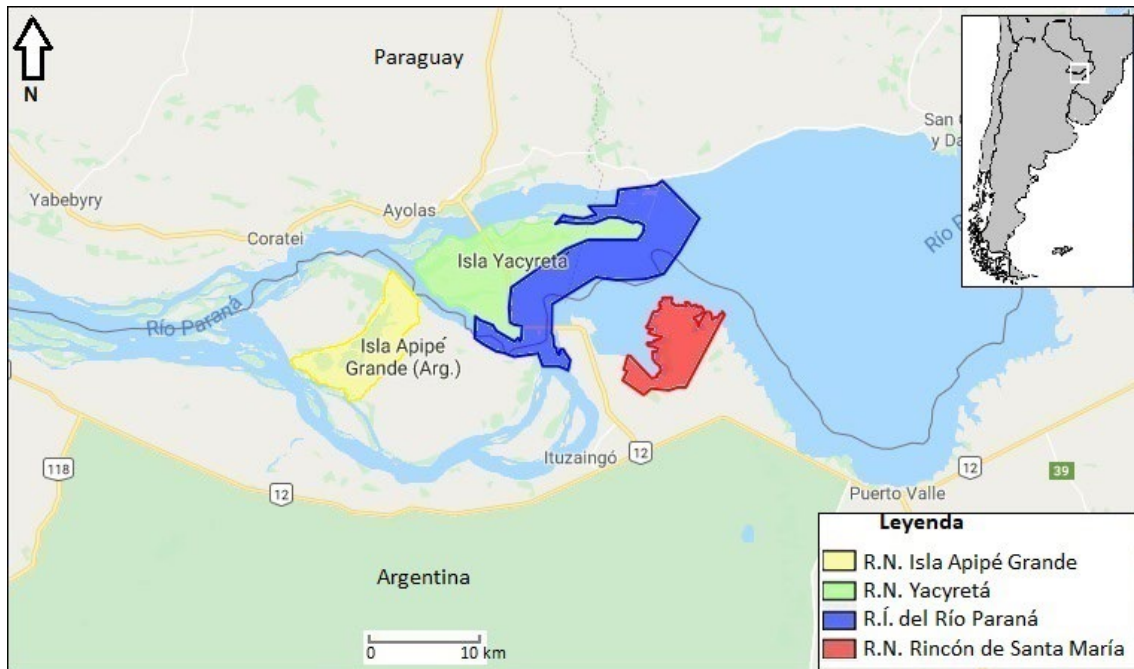 Paraguay
N
San
y Da
Yabebyry
Ayolas
Coratei
Isla Yacyretá
Río P
Río Paraná
Isla Apipé
Grande (Arg.)
12
118
12
Ituzaingó
12
39
Puerto Valle
Argentina
0
10 km
Leyenda
R.N. Isla Apipé Grande
R.N. Yacyretá
R.Í. del Río Paraná
R.N. Rincón de Santa María